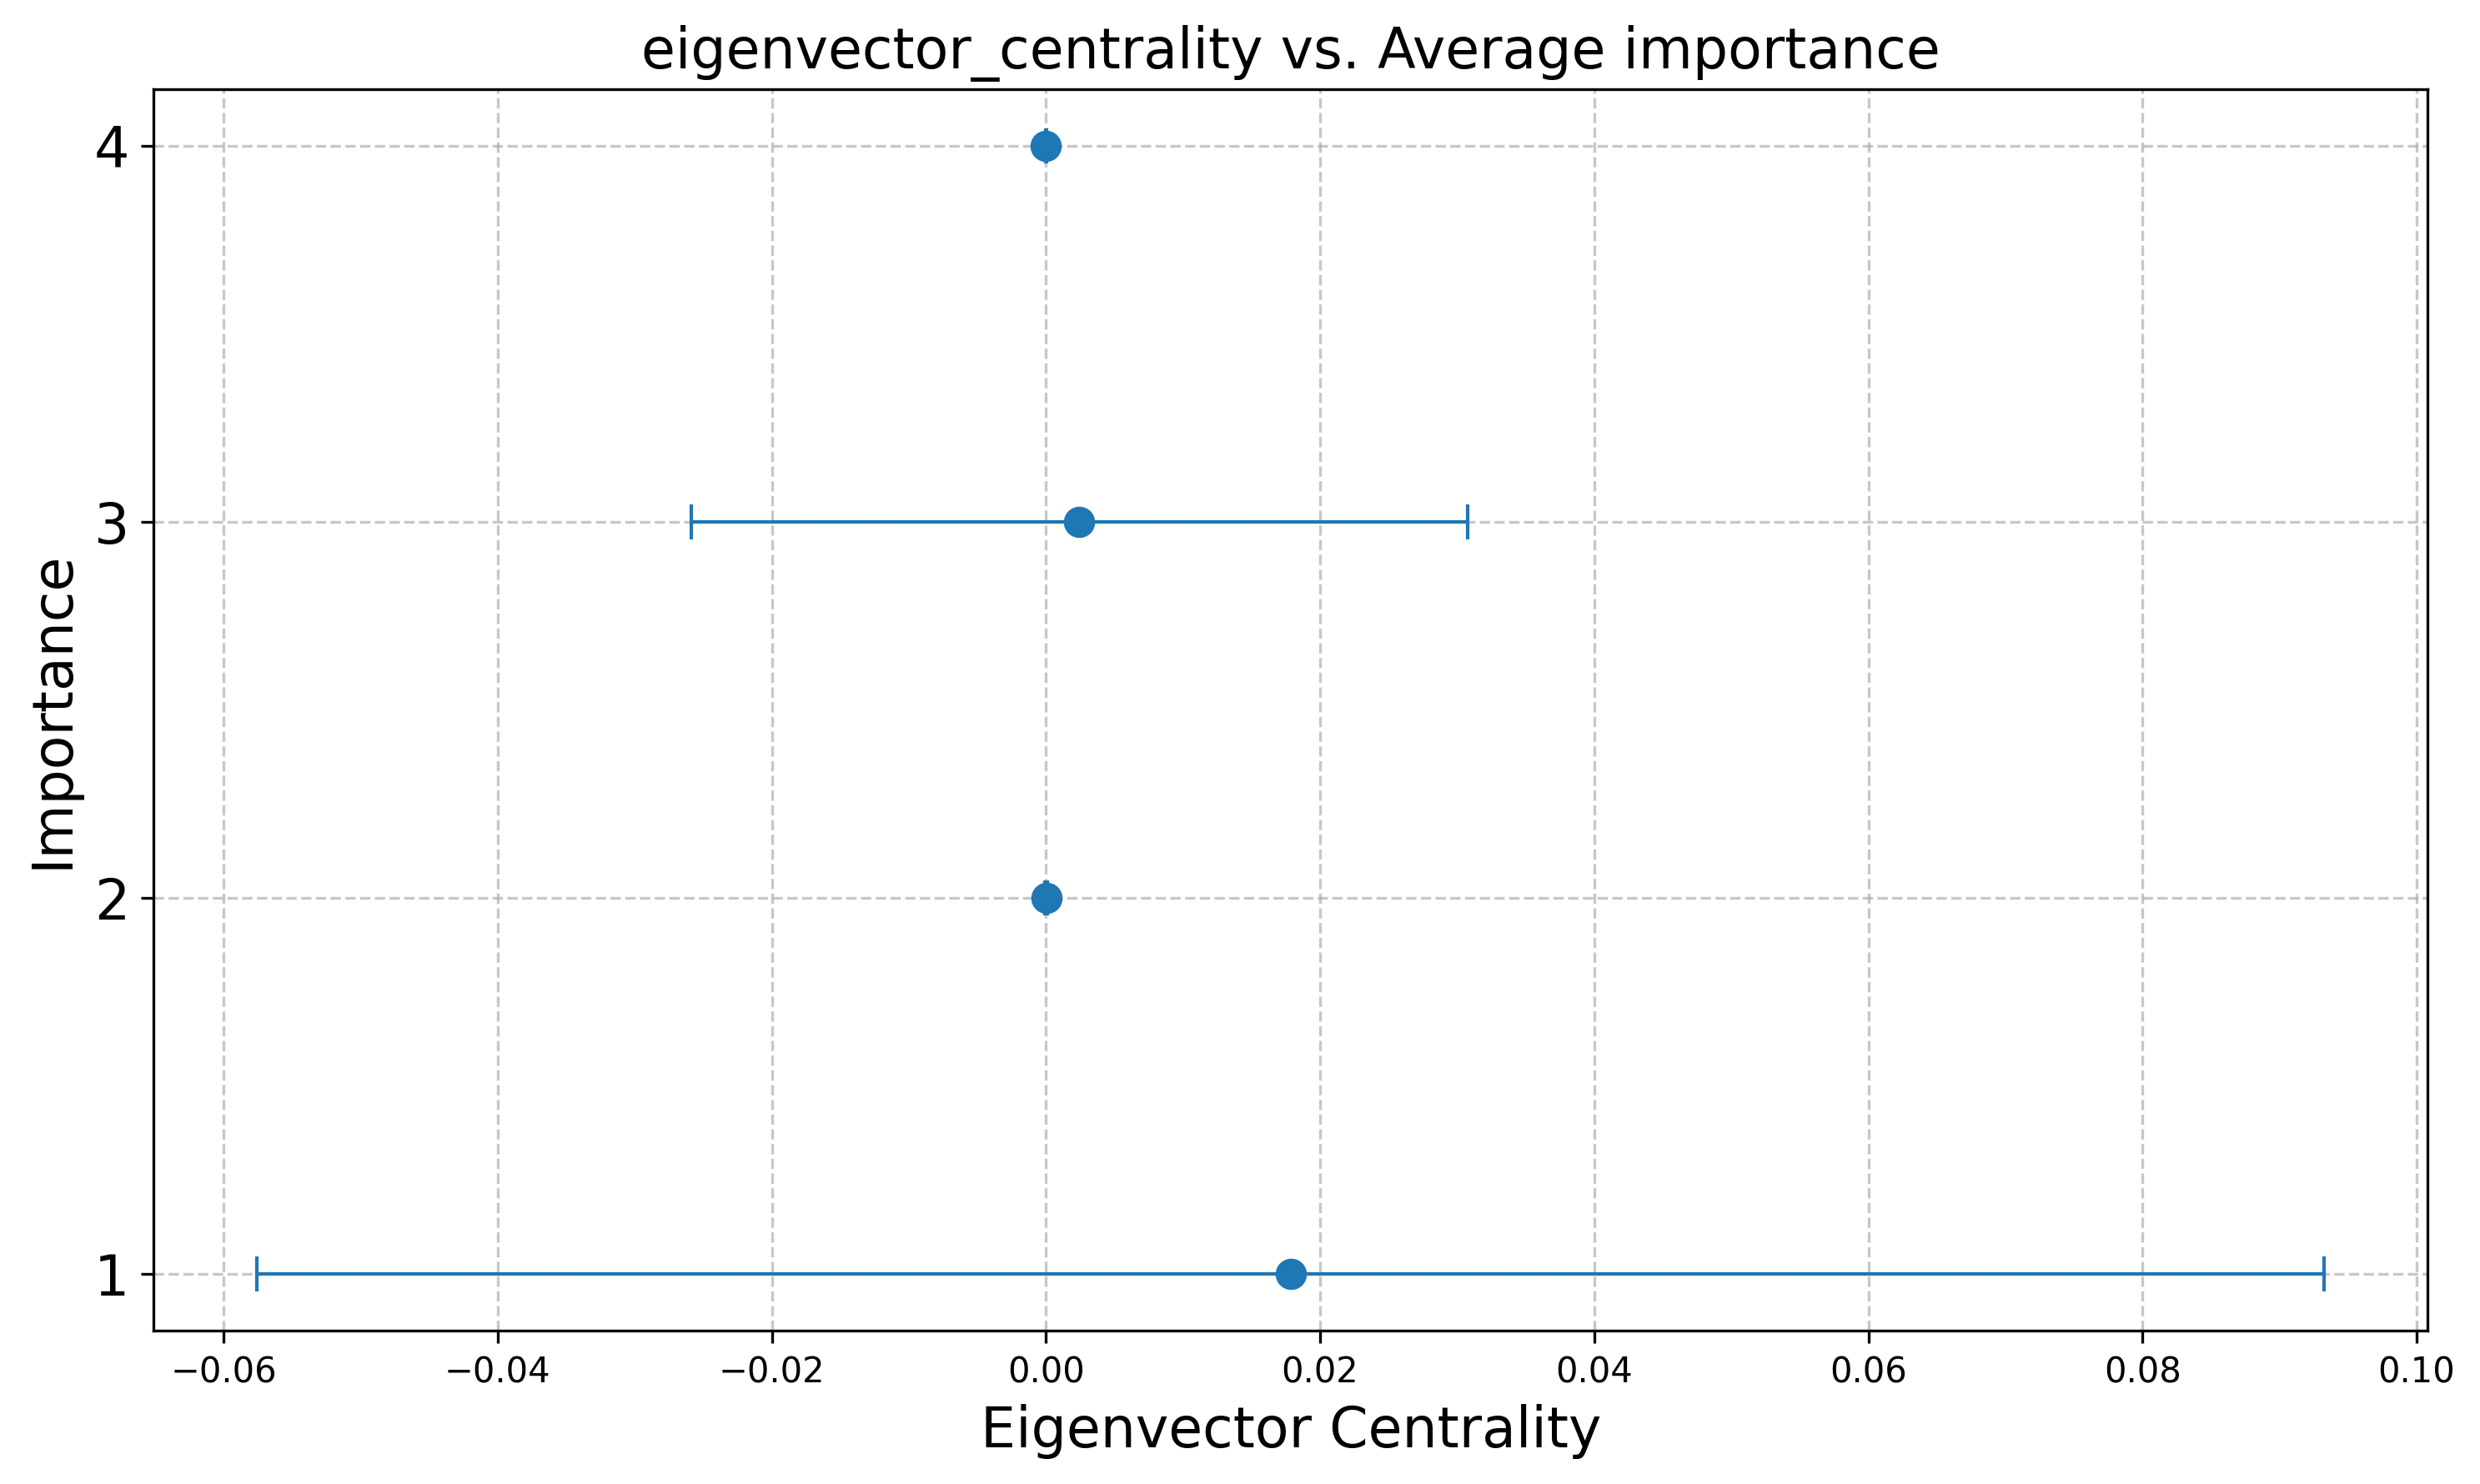 eigenvector_centrality vs. Average importance
4
3
2
1
Importance
−0.06 −0.04 −0.02 0.00 0.02 0.04 0.06 0.08 0.10
Eigenvector Centrality